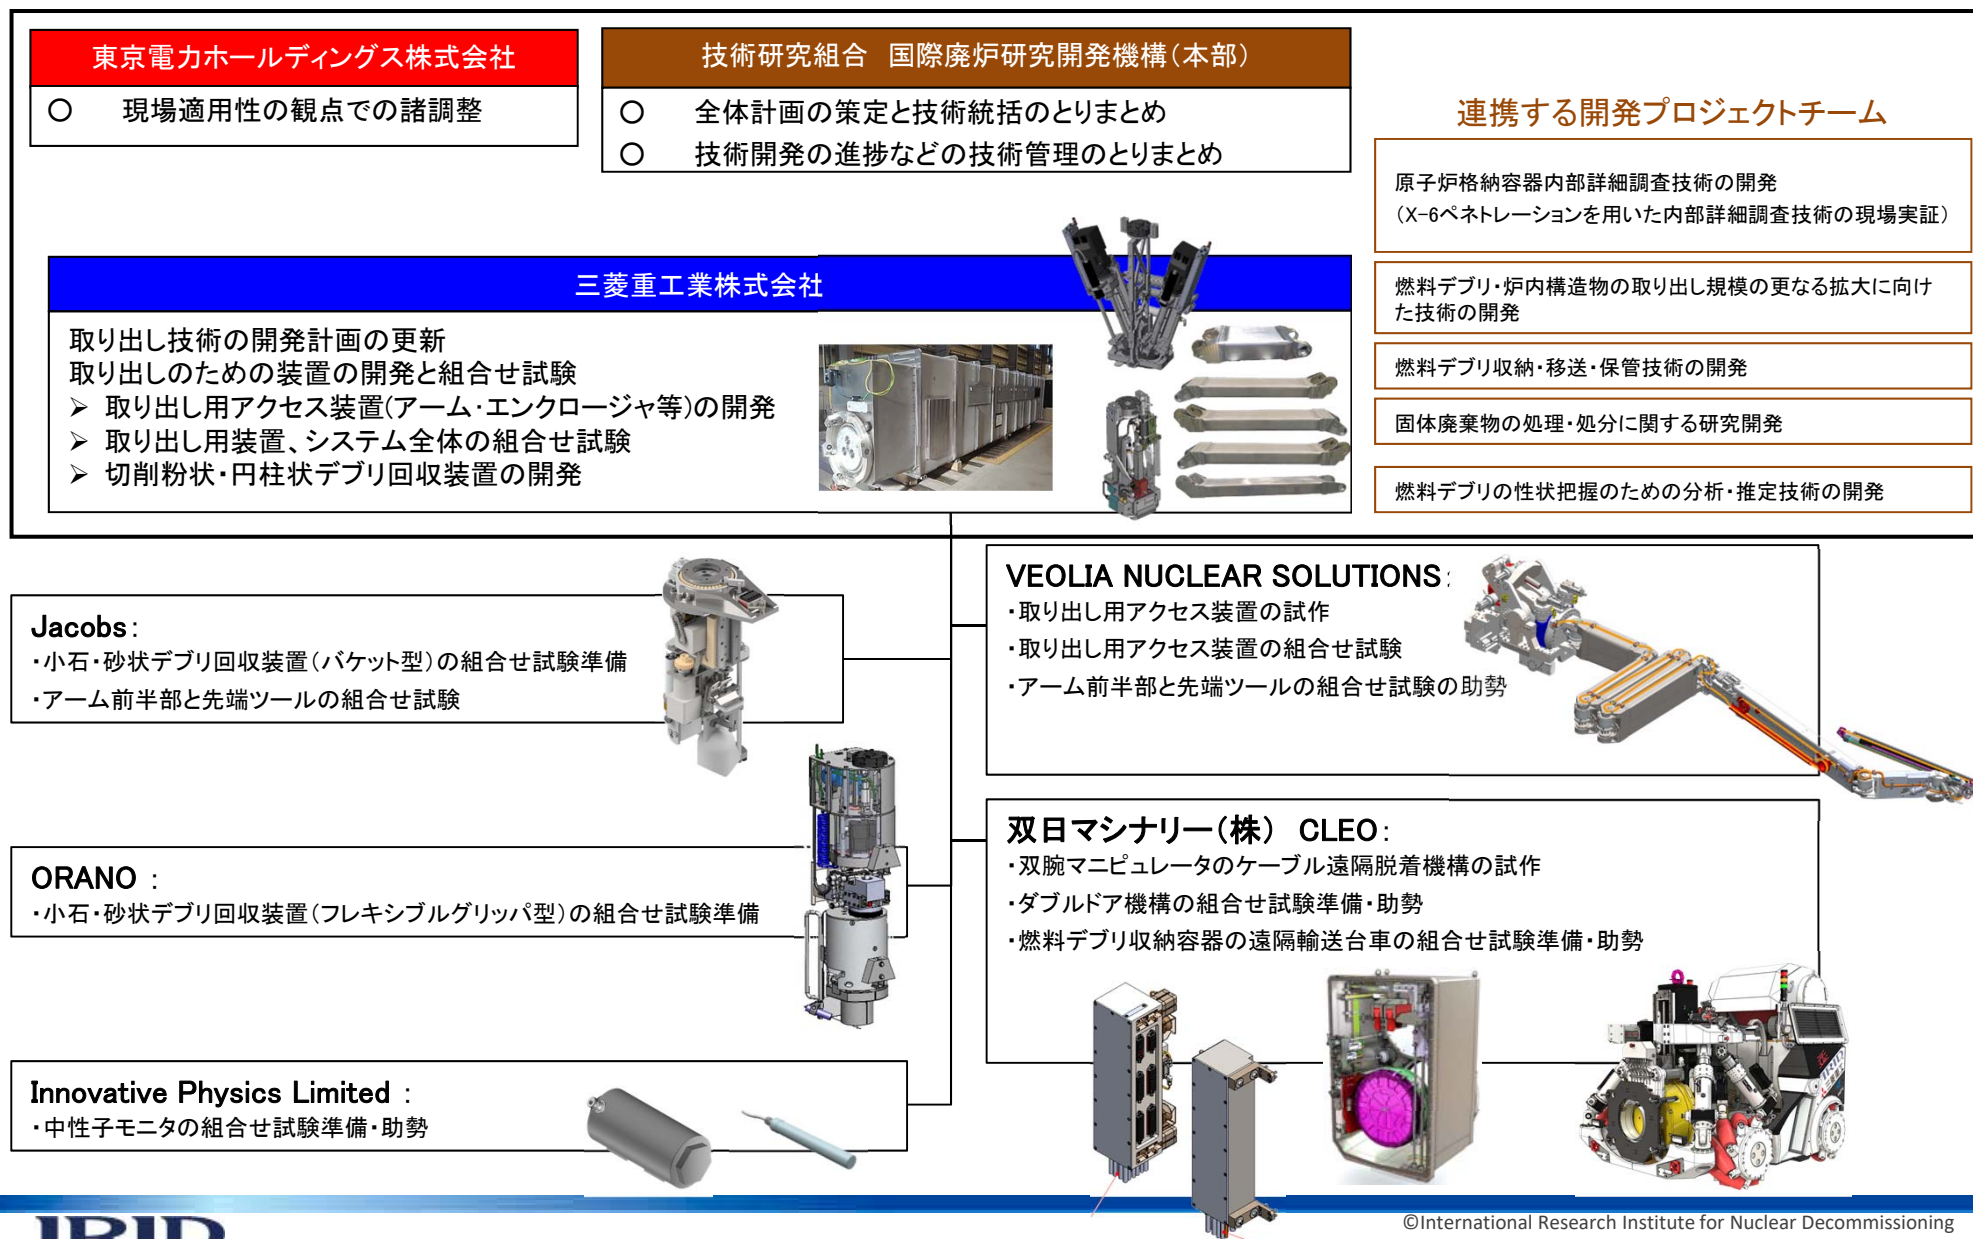 東京電力ホールディングス株式会社
○ 現場適用性の観点での諸調整
技術研究組合 国際廃炉研究開発機構(本部)
○ 全体計画の策定と技術統括のとりまとめ
○ 技術開発の進捗などの技術管理のとりまとめ
連携する開発プロジェクトチーム
原子炉格納容器内部詳細調査技術の開発
(X-6ペネトレーションを用いた内部詳細調査技術の現場実証)
燃料デブリ・炉内構造物の取り出し規模の更なる拡大に向け
た技術の開発
燃料デブリ収納・移送・保管技術の開発
固体廃棄物の処理・処分に関する研究開発
燃料デブリの性状把握のための分析・推定技術の開発
三菱重工業株式会社
取り出し技術の開発計画の更新
取り出しのための装置の開発と組合せ試験
➢ 取り出し用アクセス装置(アーム・エンクロージャ等)の開発
➢ 取り出し用装置、システム全体の組合せ試験
➢ 切削粉状・円柱状デブリ回収装置の開発
Jacobs:
・小石・砂状デブリ回収装置(バケット型)の組合せ試験準備
・アーム前半部と先端ツールの組合せ試験
ORANO :
・小石・砂状デブリ回収装置(フレキシブルグリッパ型)の組合せ試験準備
Innovative Physics Limited :
・中性子モニタの組合せ試験準備・助勢
VEOLIA NUCLEAR SOLUTIONS:
・取り出し用アクセス装置の試作
・取り出し用アクセス装置の組合せ試験
・アーム前半部と先端ツールの組合せ試験の助勢
双日マシナリー(株) CLEO:
・双腕マニピュレータのケーブル遠隔脱着機構の試作
・ダブルドア機構の組合せ試験準備・助勢
・燃料デブリ収納容器の遠隔輸送台車の組合せ試験準備・助勢
IRID
©International Research Institute for Nuclear Decommissioning